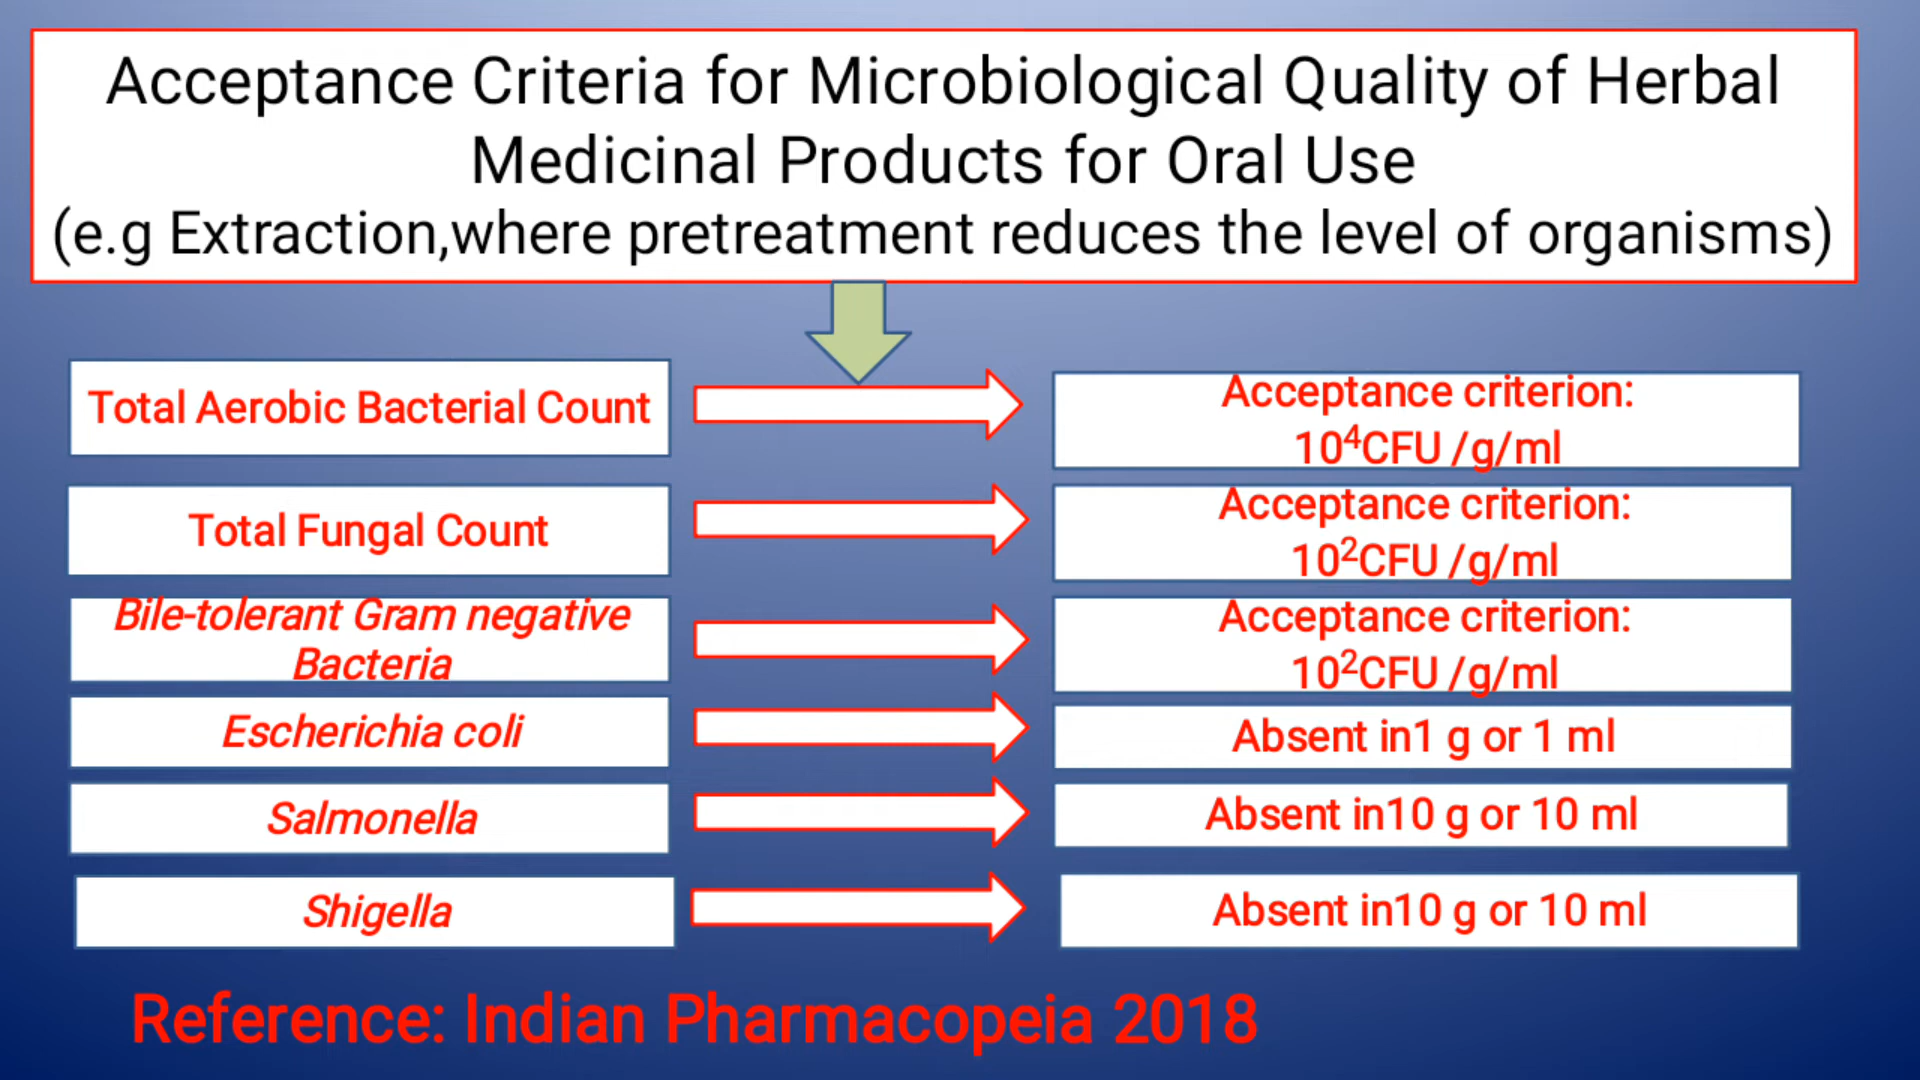 Acceptance Criteria for Microbiological Quality of Herbal
Medicinal Products for Oral Use
(e.g Extraction,where pretreatment reduces the level of organisms)
Total Aerobic Bacterial Count
Acceptance criterion:
10⁴CFU /g/ml
Total Fungal Count
Acceptance criterion:
10²CFU /g/ml
Bile-tolerant Gram negative
Bacteria
Acceptance criterion:
10²CFU /g/ml
Escherichia coli
Absent in1 g or 1 ml
Salmonella
Absent in10 g or 10 ml
Shigella
Absent in10 g or 10 ml
Reference: Indian Pharmacopeia 2018